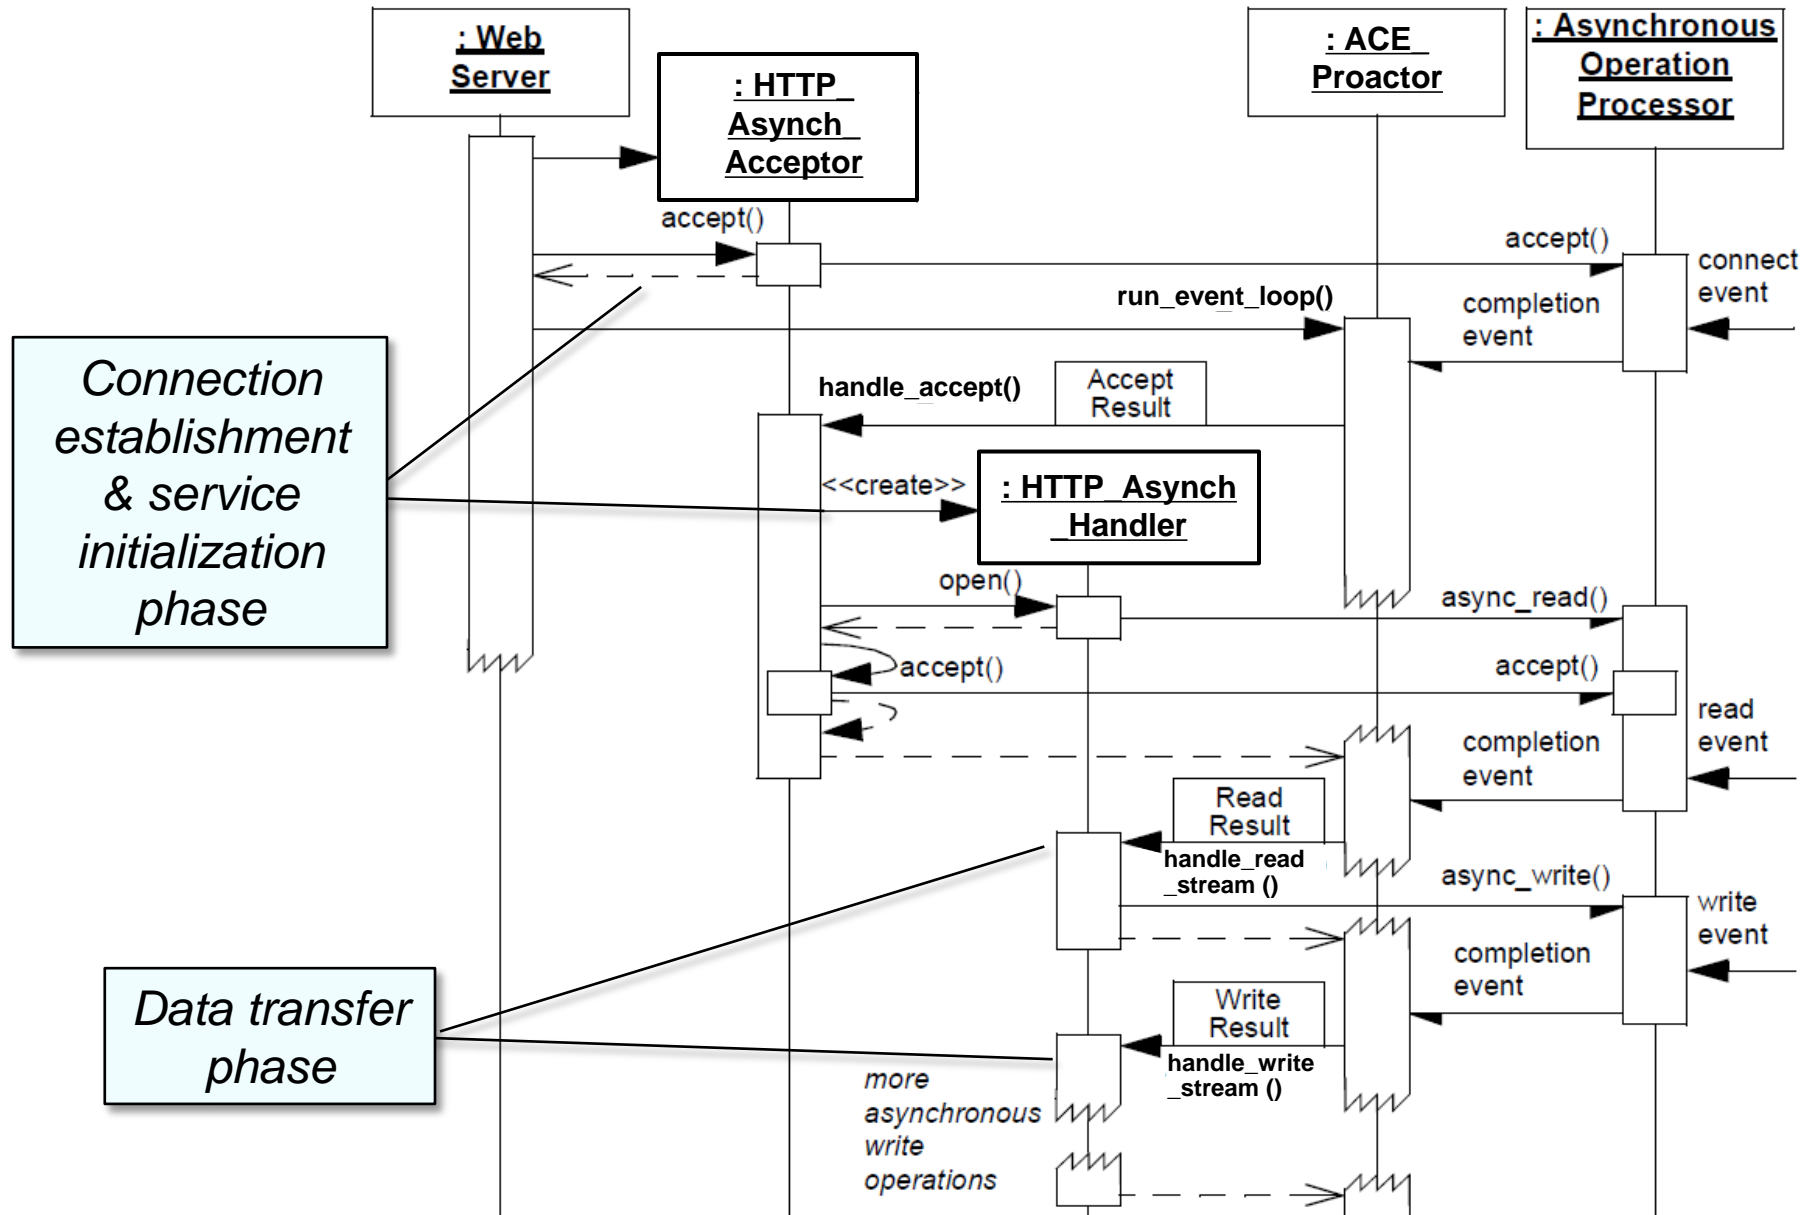 : Web
Server
: HTTP_
Asynch_
Acceptor
: ACE_
Proactor
: Asynchronous
Operation
Processor
accept()
accept()
connect
event
run_event_loop()
completion
event
Connection
establishment
& service
initialization
phase
handle_accept()
Accept
Result
<<create>>
: HTTP_Asynch
_Handler
open()
async_read()
accept()
accept()
read
event
completion
event
Read
Result
handle_read
_stream ()
async_write()
write
event
completion
event
Data transfer
phase
Write
Result
handle_write
_stream ()
more
asynchronous
write
operations